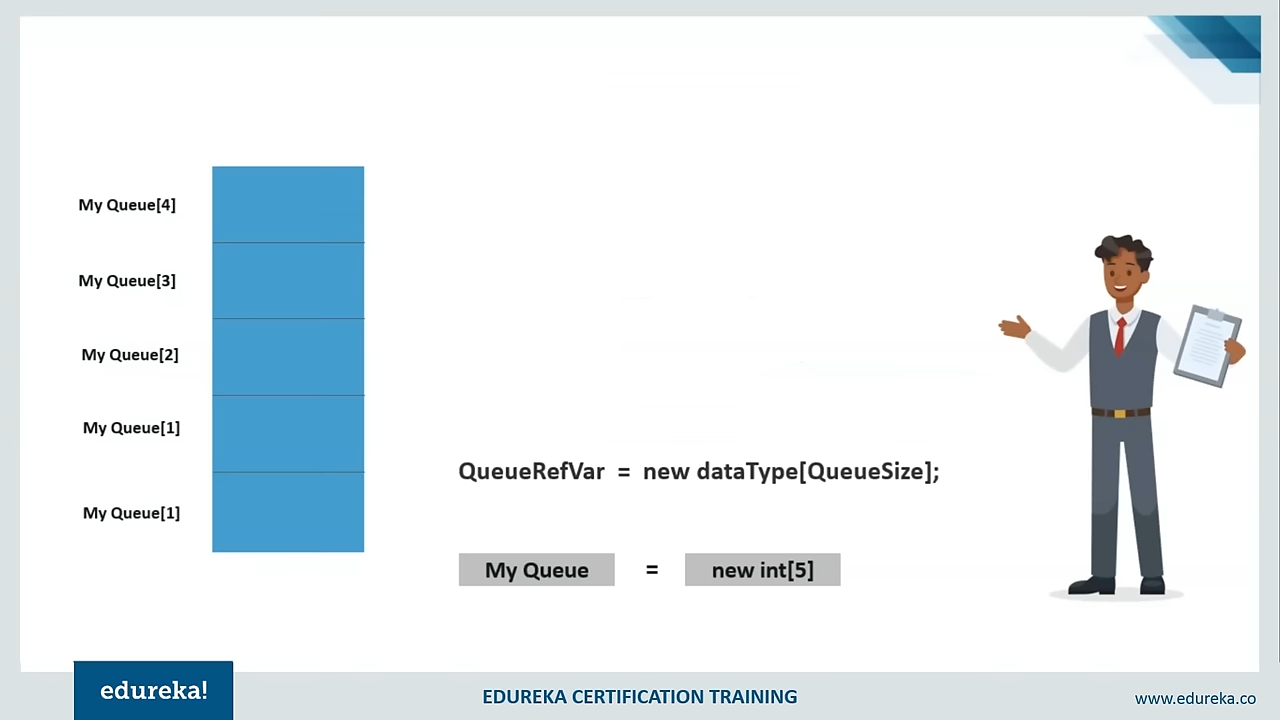 My Queue[4]
My Queue[3]
My Queue[2]
My Queue[1]
My Queue[1]
QueueRefVar = new dataType[QueueSize];
My Queue = new int[5]
edureka!
EDUREKA CERTIFICATION TRAINING
www.edureka.co